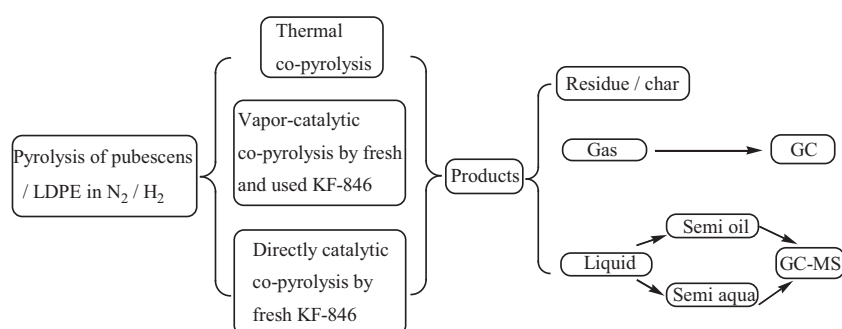 Thermal
co-pyrolysis
Vapor-catalytic
co-pyrolysis by fresh
and used KF-846
Directly catalytic
co-pyrolysis by
fresh KF-846
Pyrolysis of pubescens
/ LDPE in N₂ / H₂
Products
Residue / char
Gas
GC
Liquid
Semi oil
Semi aqua
GC-MS